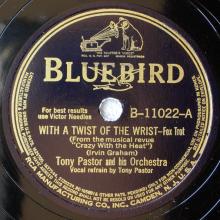 BLUEBIRD
For best results
use Victor Needles
B-11022-A
WITH A TWIST OF THE WRIST-Fox Trot
(From the musical revue
"Crazy With the Heat")
(Irvin Graham)
Tony Pastor and his Orchestra
Vocal refrain by Tony Pastor
MANUFACTURING CO., INC., CAMDEN, N. J., U.S.A.